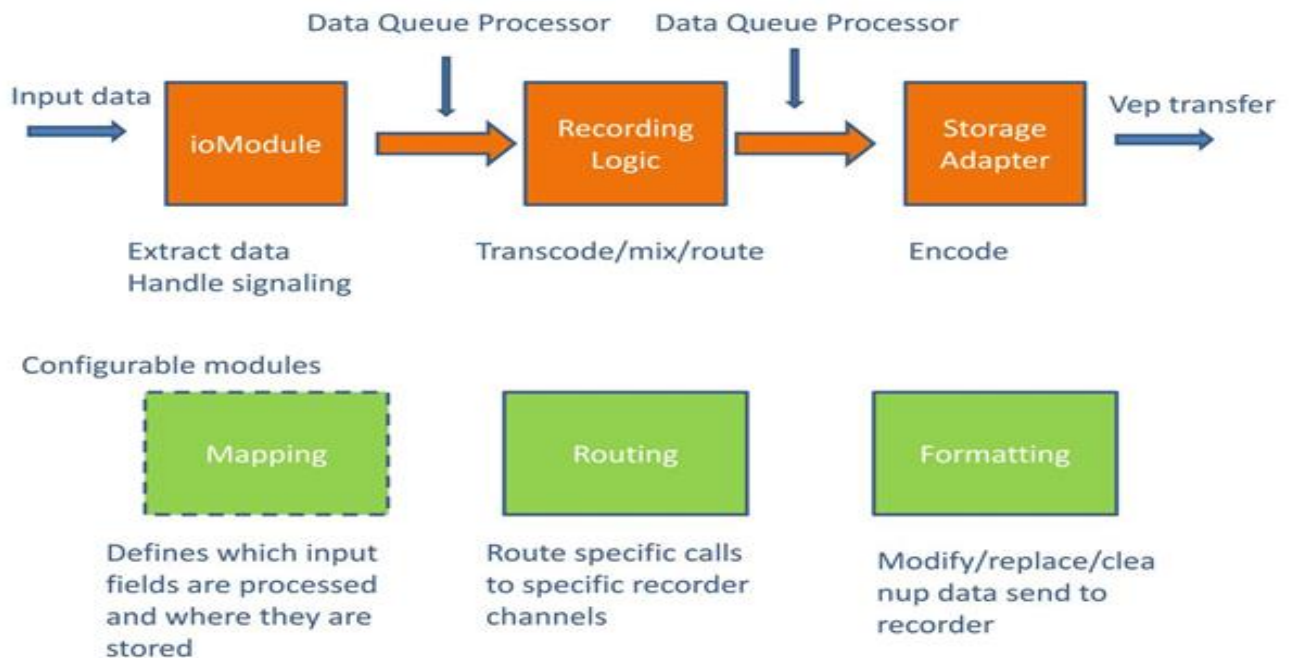 Data Queue Processor
Data Queue Processor
Input data
ioModule
Recording
Logic
Storage
Adapter
Vep transfer
Extract data
Handle signaling
Transcode/mix/route
Encode
Configurable modules
Mapping
Routing
Formatting
Defines which input
fields are processed
and where they are
stored
Route specific calls
to specific recorder
channels
Modify/replace/clea
nup data send to
recorder